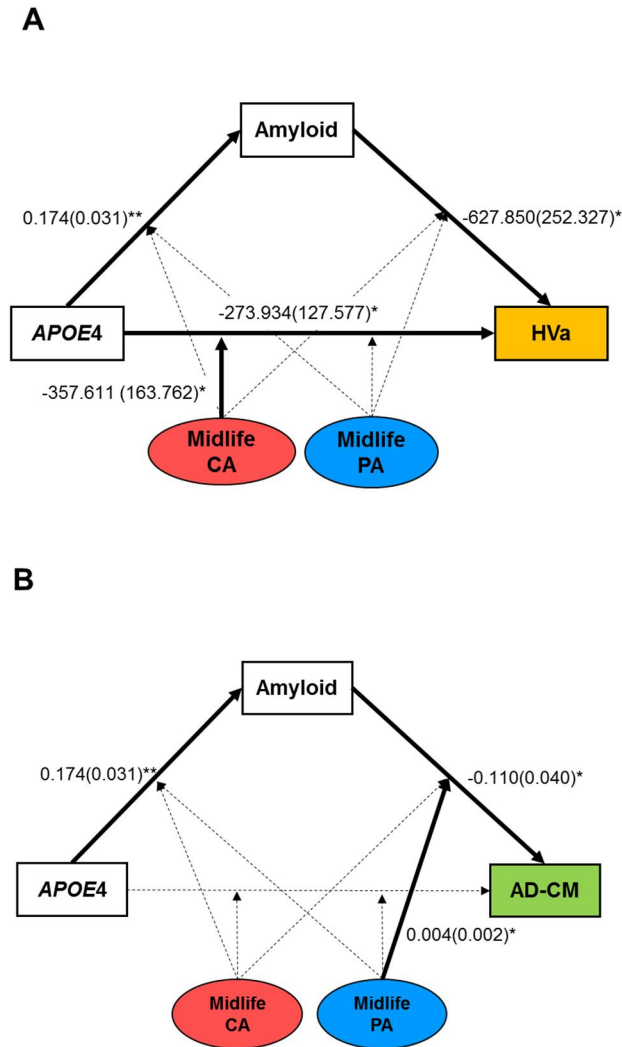 A
Amyloid
0.174(0.031)**
-627.850(252.327)*
-273.934(127.577)*
APOE4
HVa
-357.611 (163.762)*
Midlife
CA
Midlife
PA
B
Amyloid
0.174(0.031)**
-0.110(0.040)*
APOE4
AD-CM
0.004(0.002)*
Midlife
CA
Midlife
PA